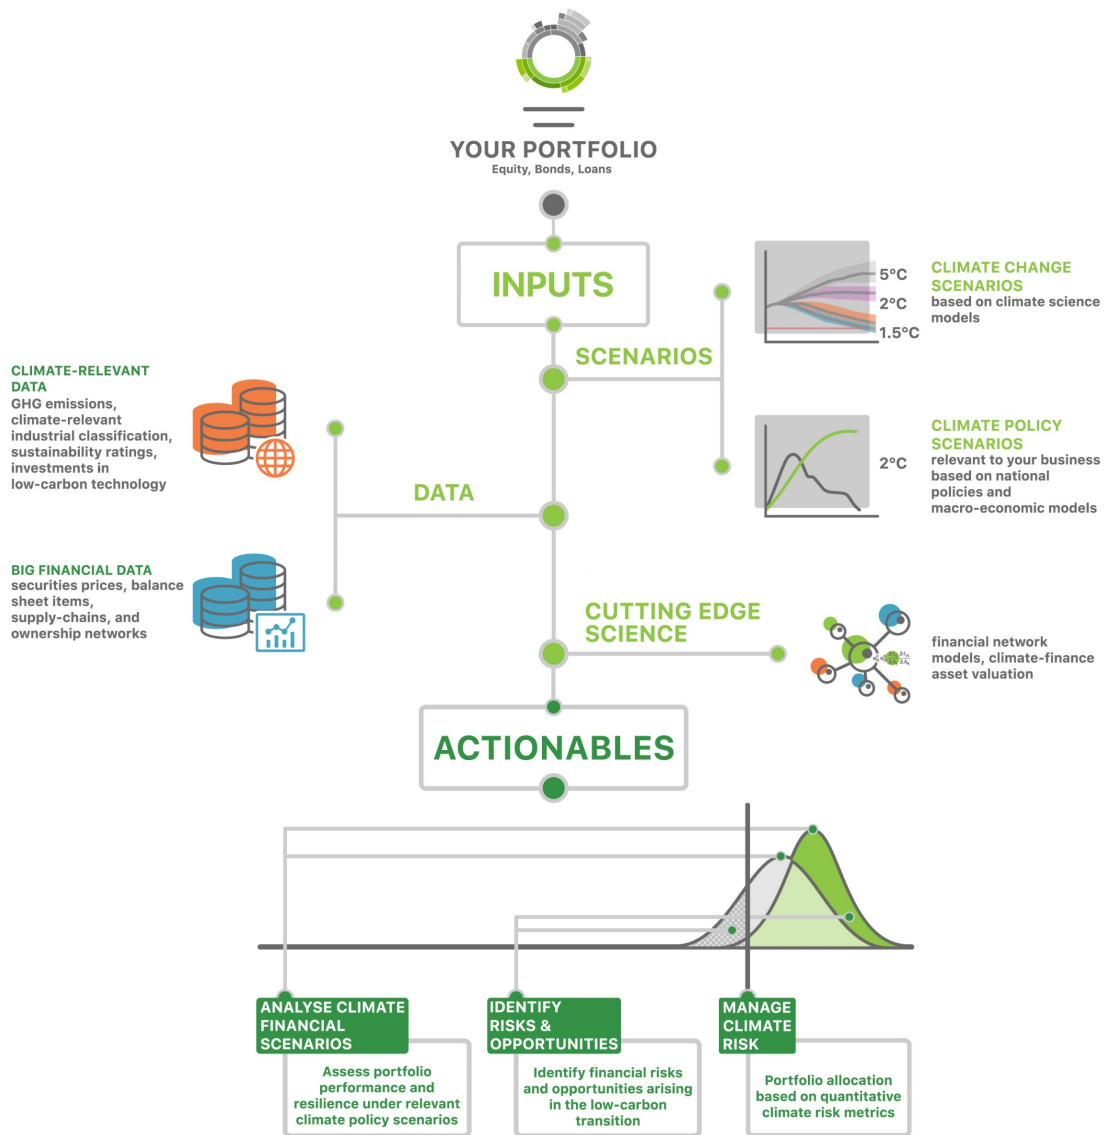 YOUR PORTFOLIO
Equity, Bonds, Loans
INPUTS
SCENARIOS
5°C
2°C
1.5°C
CLIMATE CHANGE
SCENARIOS
based on climate science
models
CLIMATE-RELEVANT
DATA
GHG emissions,
climate-relevant
industrial classification,
sustainability ratings,
investments in
low-carbon technology
DATA
2°C
CLIMATE POLICY
SCENARIOS
relevant to your business
based on national
policies and
macro-economic models
BIG FINANCIAL DATA
securities prices, balance
sheet items,
supply-chains, and
ownership networks
CUTTING EDGE
SCIENCE
financial network
models, climate-finance
asset valuation
ACTIONABLES
ANALYSE CLIMATE
FINANCIAL
SCENARIOS
Assess portfolio
performance and
resilience under relevant
climate policy scenarios
IDENTIFY
RISKS &
OPPORTUNITIES
Identify financial risks
and opportunities arising
in the low-carbon
transition
MANAGE
CLIMATE
RISK
Portfolio allocation
based on quantitative
climate risk metrics